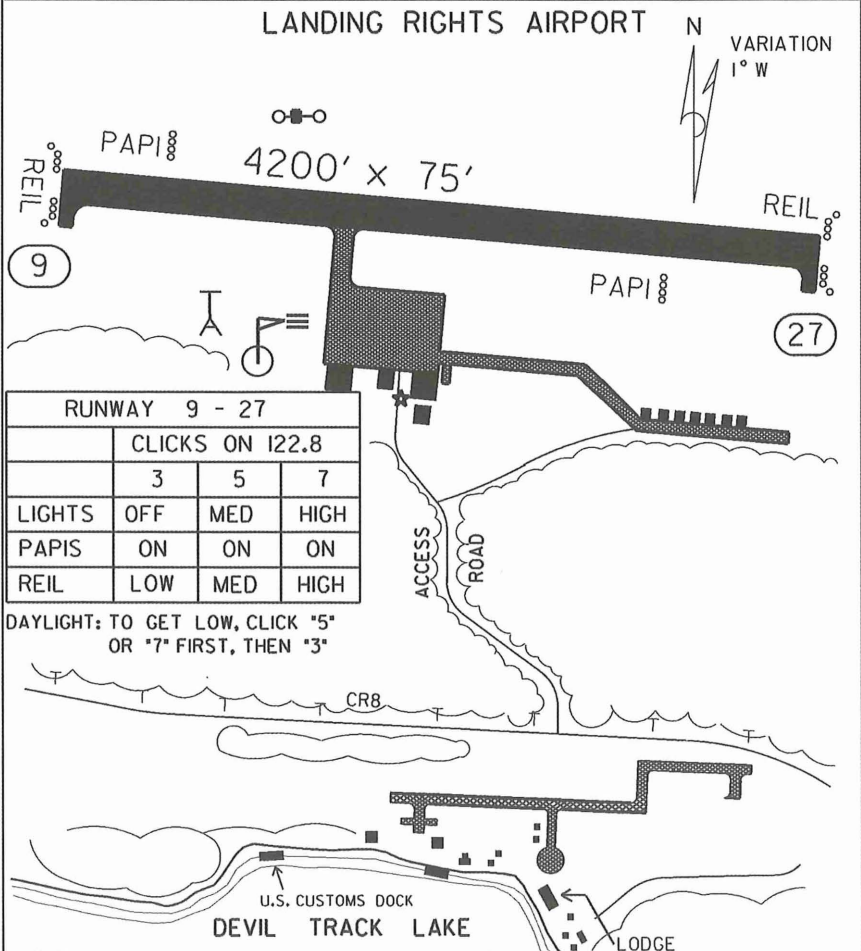 LANDING RIGHTS AIRPORT
N
VARIATION
1° W
PAPI
4200' x 75'
REIL
REIL
9
PAPI
27
RUNWAY 9 - 27
CLICKS ON 122.8
3 5 7
LIGHTS OFF MED HIGH
PAPIS ON ON ON
REIL LOW MED HIGH
ACCESS ROAD
DAYLIGHT: TO GET LOW, CLICK "5"
OR "7" FIRST, THEN "3"
CR8
U.S. CUSTOMS DOCK
DEVIL TRACK LAKE
LODGE